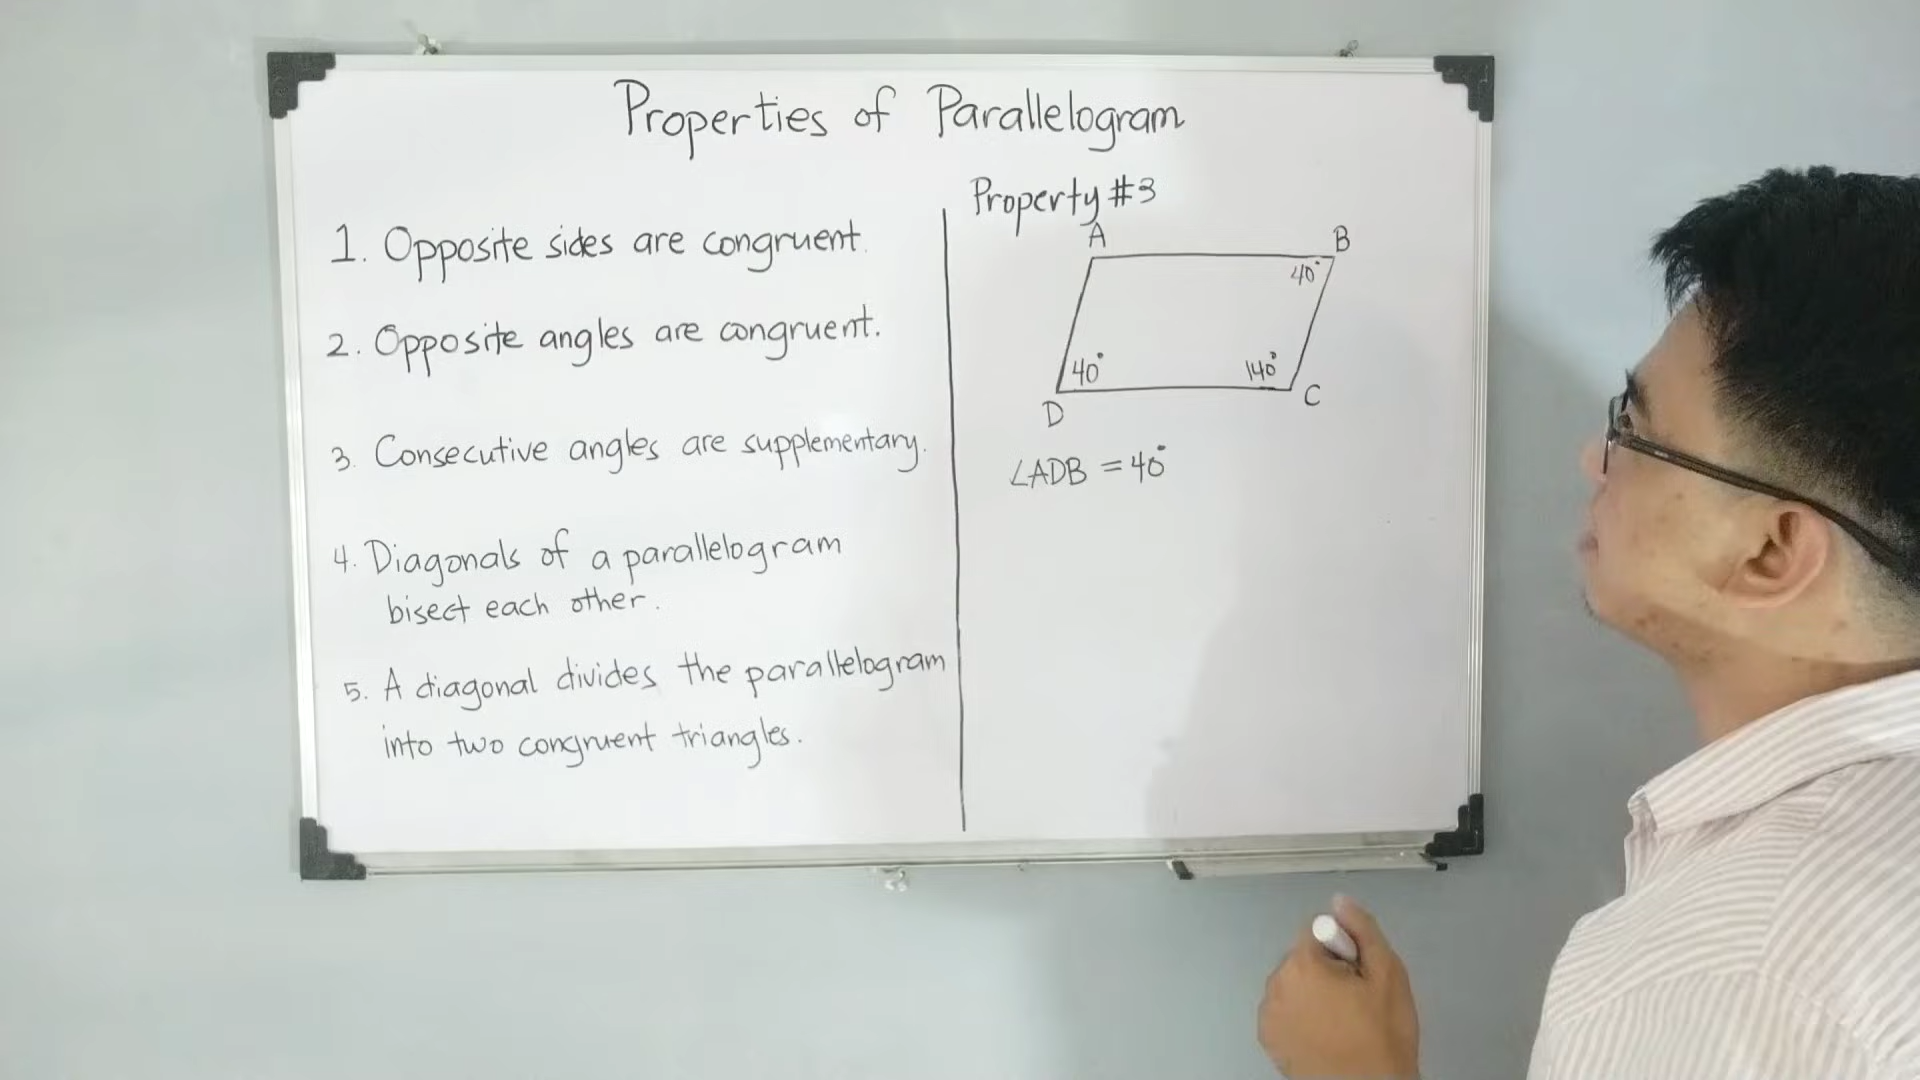 Properties of Parallelogram
1. Opposite sides are congruent.
2. Opposite angles are congruent.
3. Consecutive angles are supplementary.
4. Diagonals of a parallelogram
bisect each other.
5. A diagonal divides the parallelogram
into two congruent triangles.
Property #3
A
B
40°
40°
140°
D
C
∠ADB = 40°